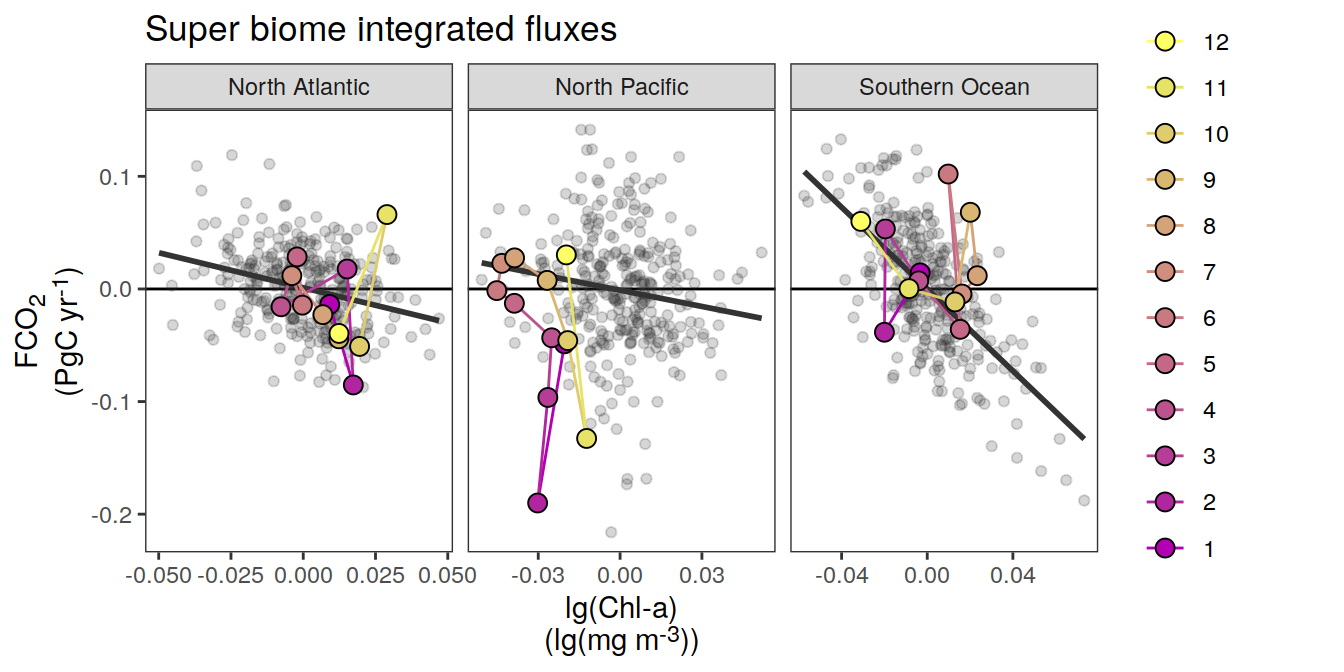 Super biome integrated fluxes
North Atlantic
North Pacific
Southern Ocean
FCO₂
(PgC yr⁻¹)
0.1
0.0
-0.1
-0.2
-0.050 -0.025 0.000 0.025 0.050
-0.03 0.00 0.03
-0.04 0.00 0.04
lg(Chl-a)
(lg(mg m⁻³))
12
11
10
9
8
7
6
5
4
3
2
1